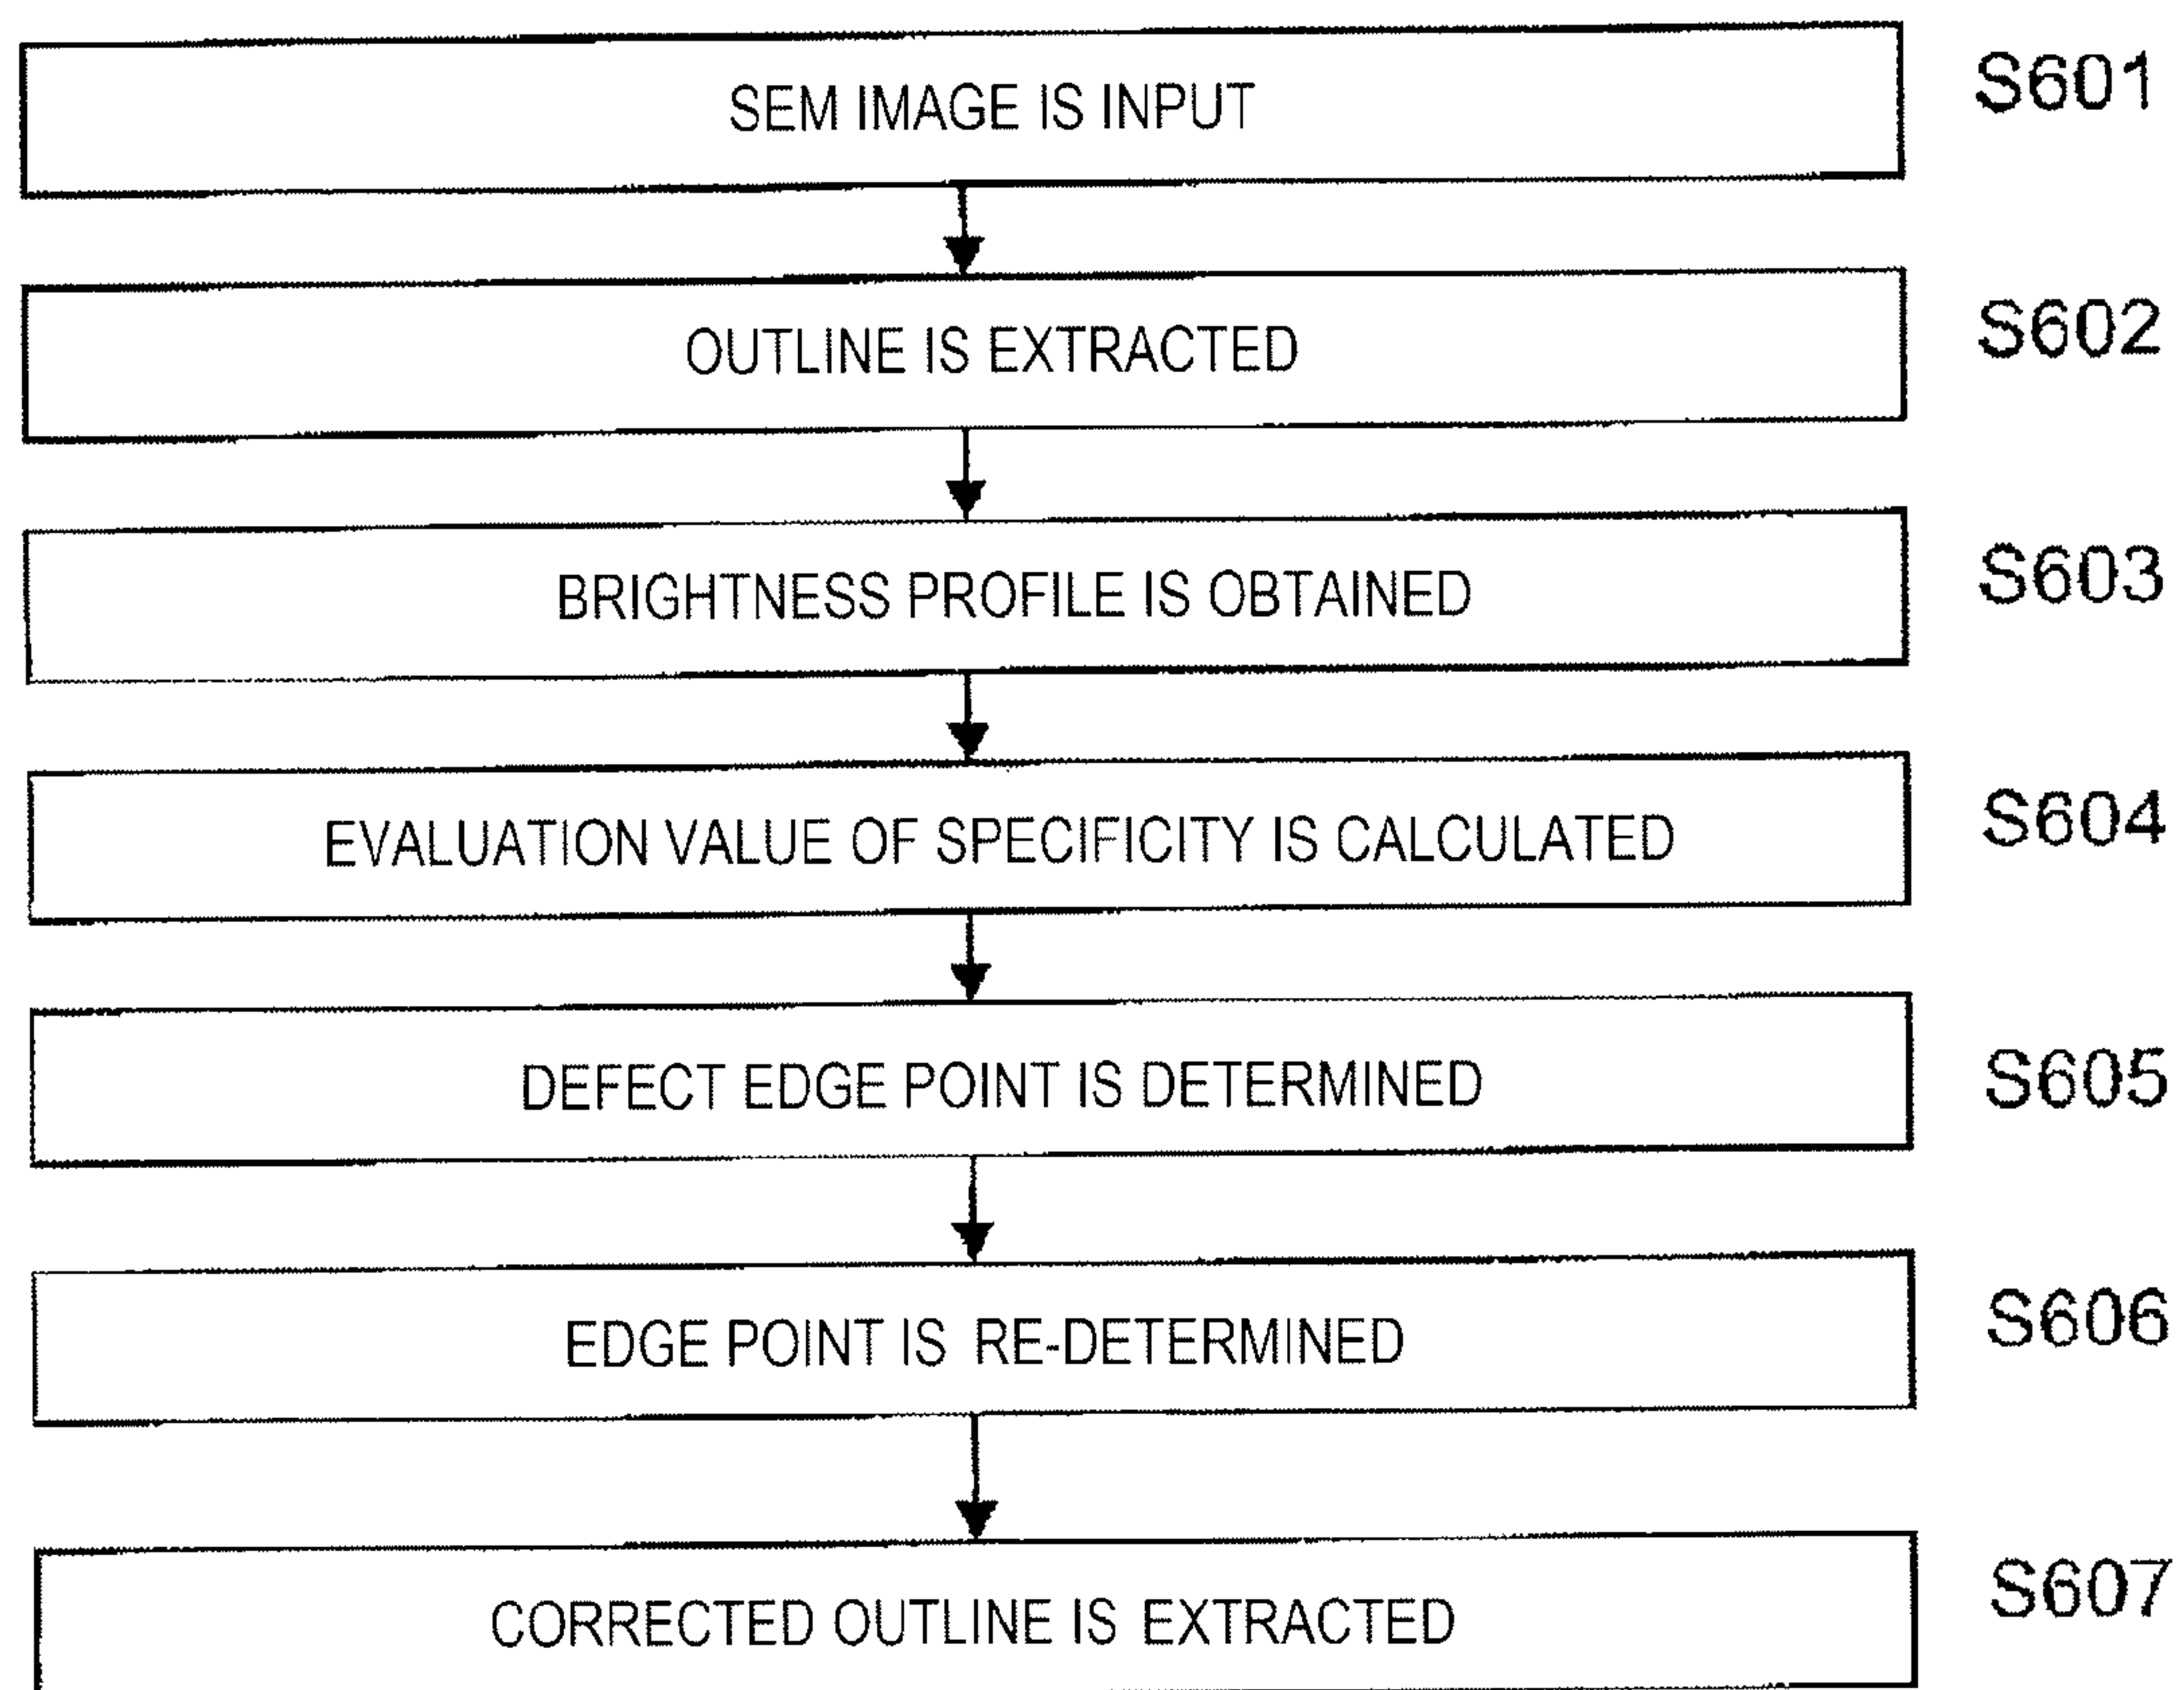 SEM IMAGE IS INPUT S601
OUTLINE IS EXTRACTED S602
BRIGHTNESS PROFILE IS OBTAINED S603
EVALUATION VALUE OF SPECIFICITY IS CALCULATED S604
DEFECT EDGE POINT IS DETERMINED S605
EDGE POINT IS RE-DETERMINED S606
CORRECTED OUTLINE IS EXTRACTED S607